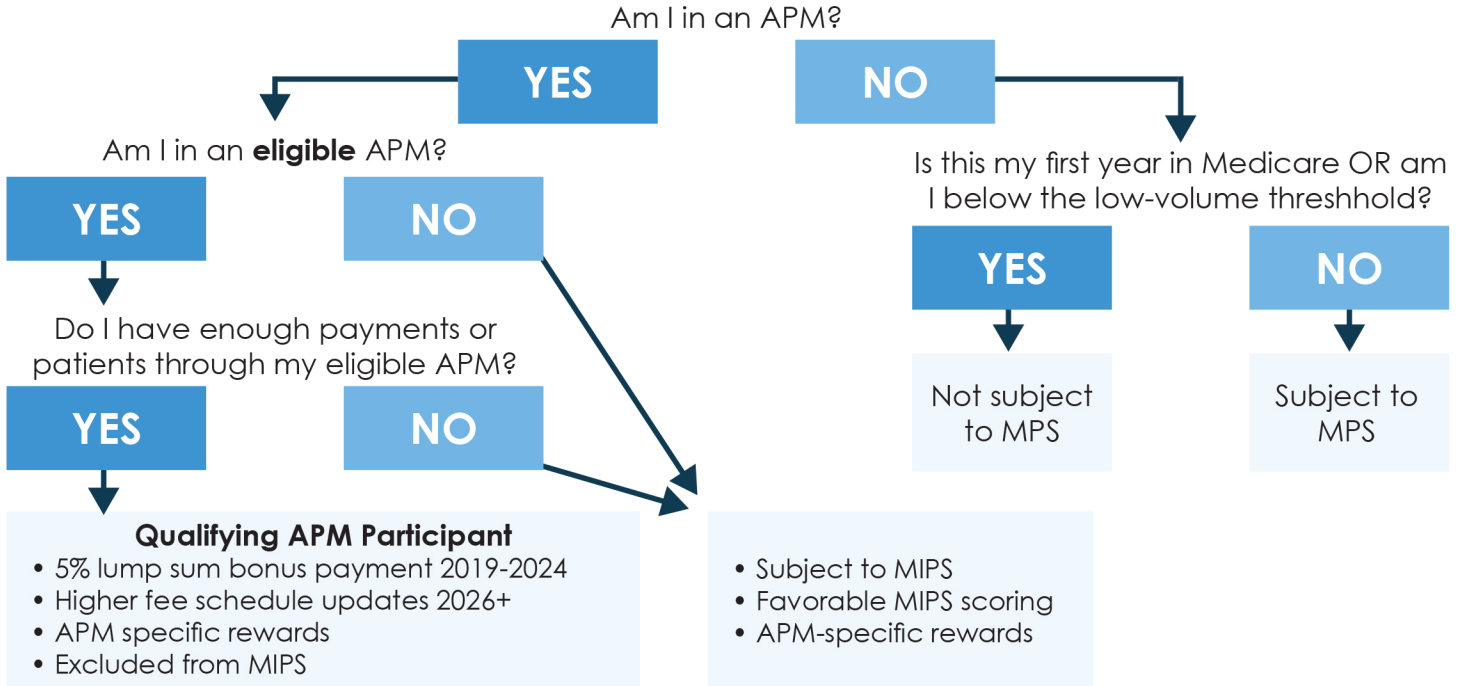 Am I in an APM?
YES
NO
Am I in an eligible APM?
YES
NO
Do I have enough payments or
patients through my eligible APM?
YES
NO
Qualifying APM Participant
• 5% lump sum bonus payment 2019-2024
• Higher fee schedule updates 2026+
• APM specific rewards
• Excluded from MIPS
• Subject to MIPS
• Favorable MIPS scoring
• APM-specific rewards
Is this my first year in Medicare OR am
I below the low-volume threshhold?
YES
NO
Not subject
to MPS
Subject to
MPS